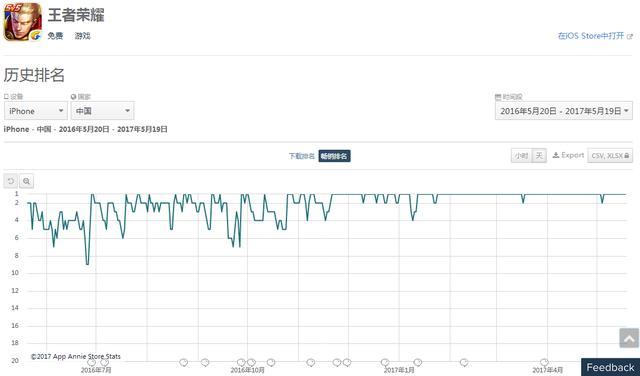 5V5
王者荣耀
免费 游戏
在iOS Store中打开
历史排名
设备 国家 时间段
iPhone 中国 2016年5月20日 - 2017年5月19日
iPhone - 中国 - 2016年5月20日 - 2017年5月19日
下载排名 畅销排名 小时 天 Export CSV, XLSX
1
2
4
6
8
10
12
14
16
18
20
©2017 App Annie Store Stats
2016年7月 2016年10月 2017年1月 2017年4月
Feedback